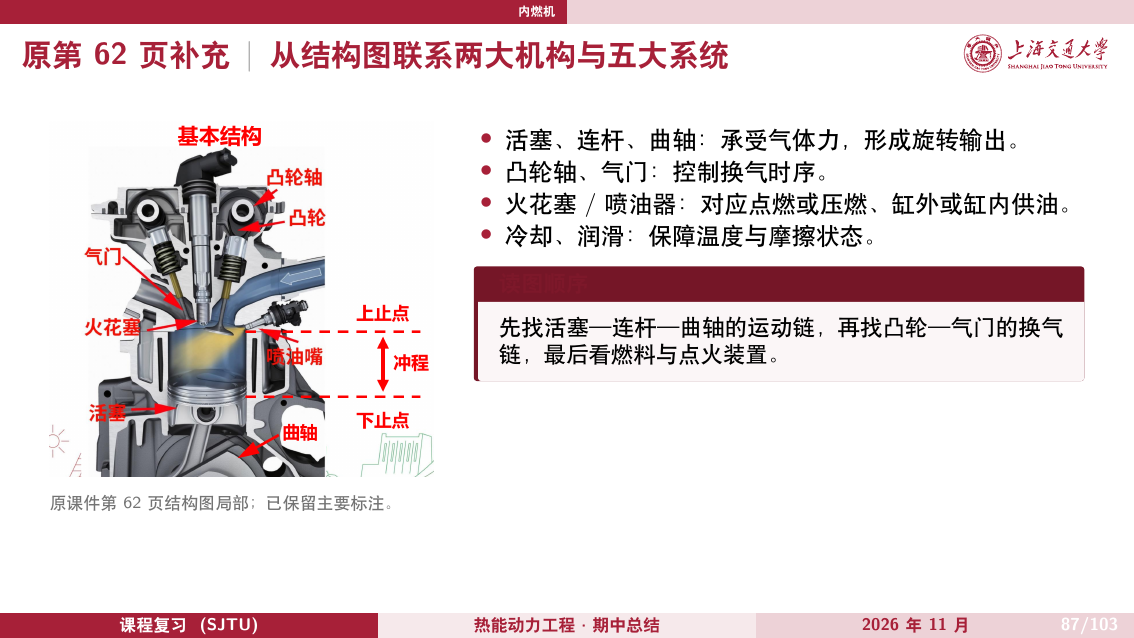 内燃机
原第 62 页补充 | 从结构图联系两大机构与五大系统
上海交通大学
SHANGHAI JIAO TONG UNIVERSITY
基本结构
凸轮轴
凸轮
气门
火花塞
喷油嘴
活塞
曲轴
上止点
冲程
下止点
原课件第 62 页结构图局部；已保留主要标注。
• 活塞、连杆、曲轴：承受气体力，形成旋转输出。
• 凸轮轴、气门：控制换气时序。
• 火花塞 / 喷油器：对应点燃或压燃、缸外或缸内供油。
• 冷却、润滑：保障温度与摩擦状态。
读图顺序
先找活塞—连杆—曲轴的运动链，再找凸轮—气门的换气
链，最后看燃料与点火装置。
课程复习 (SJTU)
热能动力工程 · 期中总结
2026 年 11 月
87/103